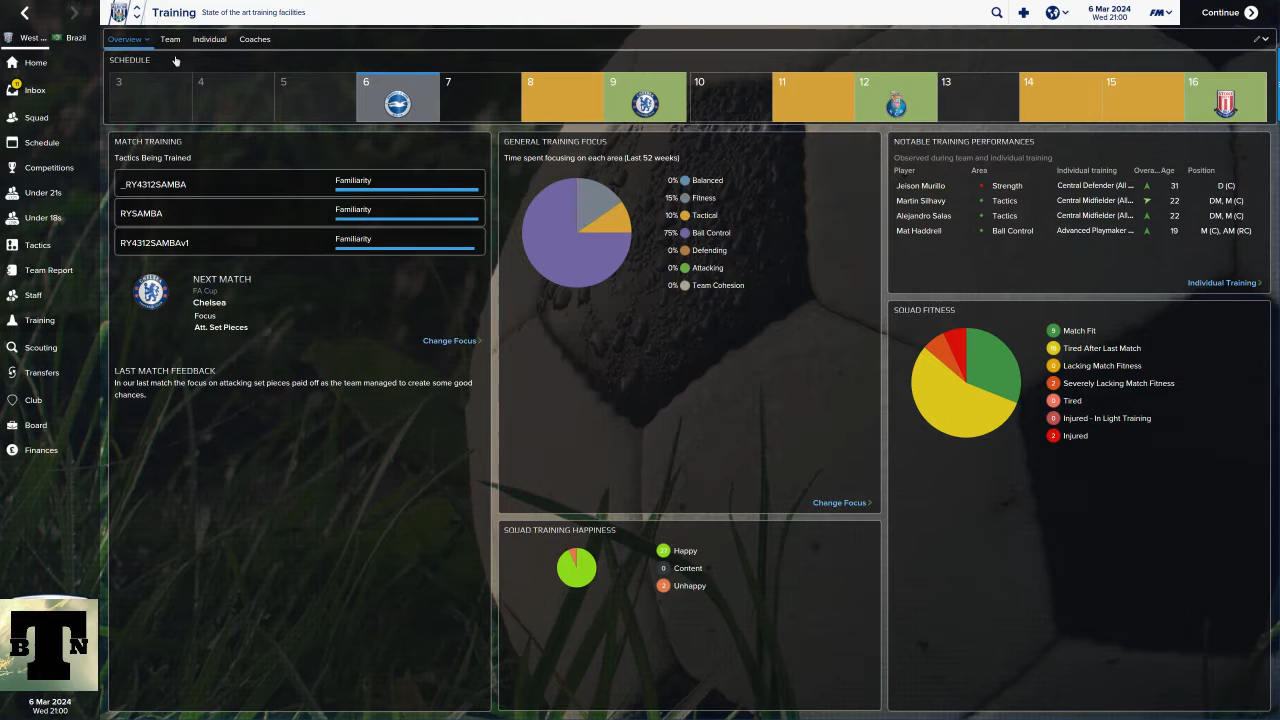 Training State of the art training facilities
6 Mar 2024
Wed 21:00
FM
Continue
West ... Brazil
Overview Team Individual Coaches
SCHEDULE
3 4 5 6 7 8 9 10 11 12 13 14 15 16
Home
Inbox
Squad
Schedule
Competitions
Under 21s
Under 18s
Tactics
Team Report
Staff
Training
Scouting
Transfers
Club
Board
Finances
BTN
6 Mar 2024
Wed 21:00
MATCH TRAINING
Tactics Being Trained
_RY4312SAMBA Familiarity
RYSAMBA Familiarity
RY4312SAMBAv1 Familiarity
NEXT MATCH
FA Cup
Chelsea
Focus
Att. Set Pieces
Change Focus
LAST MATCH FEEDBACK
In our last match the focus on attacking set pieces paid off as the team managed to create some good
chances.
GENERAL TRAINING FOCUS
Time spent focusing on each area (Last 52 weeks)
0% Balanced
15% Fitness
10% Tactical
75% Ball Control
0% Defending
0% Attacking
0% Team Cohesion
Change Focus
SQUAD TRAINING HAPPINESS
27 Happy
0 Content
2 Unhappy
NOTABLE TRAINING PERFORMANCES
Observed during team and individual training
Player Area Individual training Overa... Age Position
Jeison Murillo Strength Central Defender (All ... 31 D (C)
Martin Silhavy Tactics Central Midfielder (All... 22 DM, M (C)
Alejandro Salas Tactics Central Midfielder (All... 22 DM, M (C)
Mat Haddrell Ball Control Advanced Playmaker ... 19 M (C), AM (RC)
Individual Training
SQUAD FITNESS
9 Match Fit
Tired After Last Match
0 Lacking Match Fitness
2 Severely Lacking Match Fitness
0 Tired
0 Injured - In Light Training
2 Injured